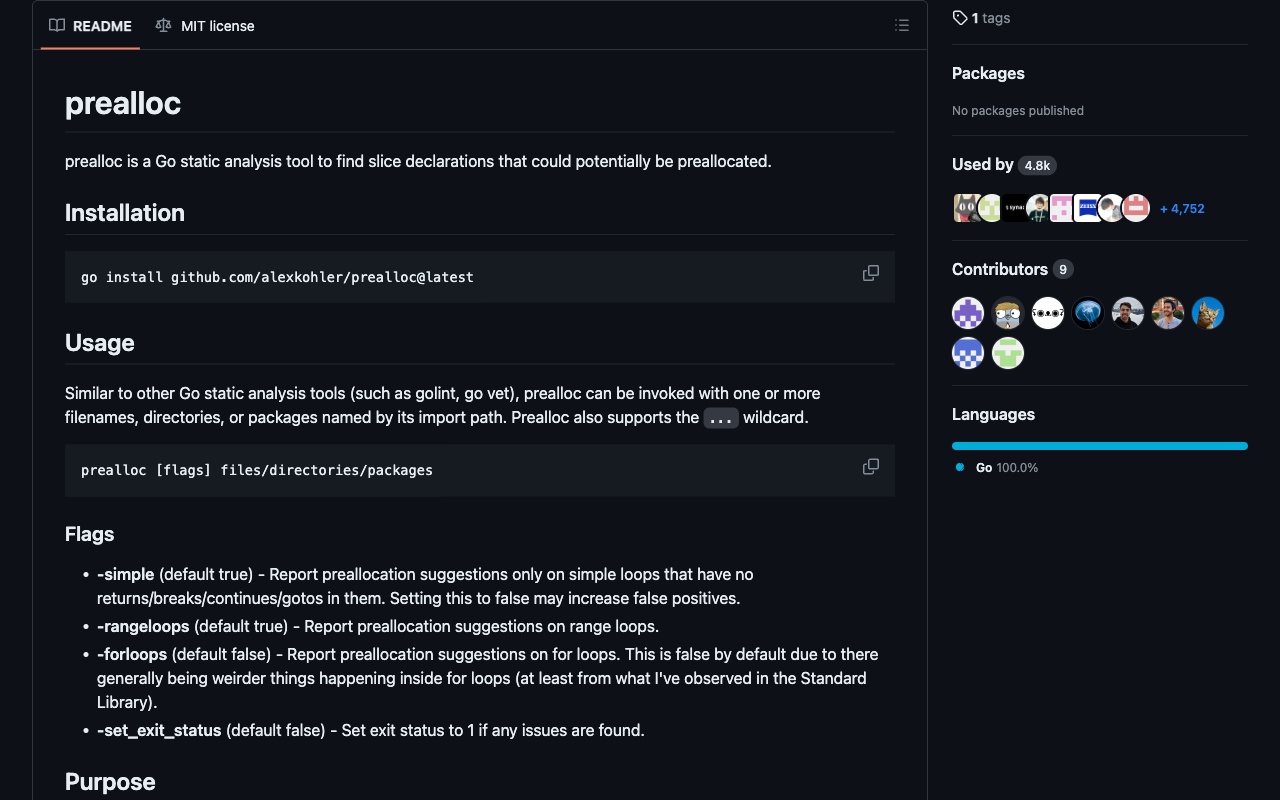 README
MIT license
1 tags
prealloc
prealloc is a Go static analysis tool to find slice declarations that could potentially be preallocated.
Installation
go install github.com/alexkohler/prealloc@latest
Usage
Similar to other Go static analysis tools (such as golint, go vet), prealloc can be invoked with one or more
filenames, directories, or packages named by its import path. Prealloc also supports the ... wildcard.
prealloc [flags] files/directories/packages
Flags
• -simple (default true) - Report preallocation suggestions only on simple loops that have no
returns/breaks/continues/gotos in them. Setting this to false may increase false positives.
• -rangeloops (default true) - Report preallocation suggestions on range loops.
• -forloops (default false) - Report preallocation suggestions on for loops. This is false by default due to there
generally being weirder things happening inside for loops (at least from what I've observed in the Standard
Library).
• -set_exit_status (default false) - Set exit status to 1 if any issues are found.
Purpose
Packages
No packages published
Used by 4.8k
+ 4,752
Contributors 9
Languages
Go 100.0%